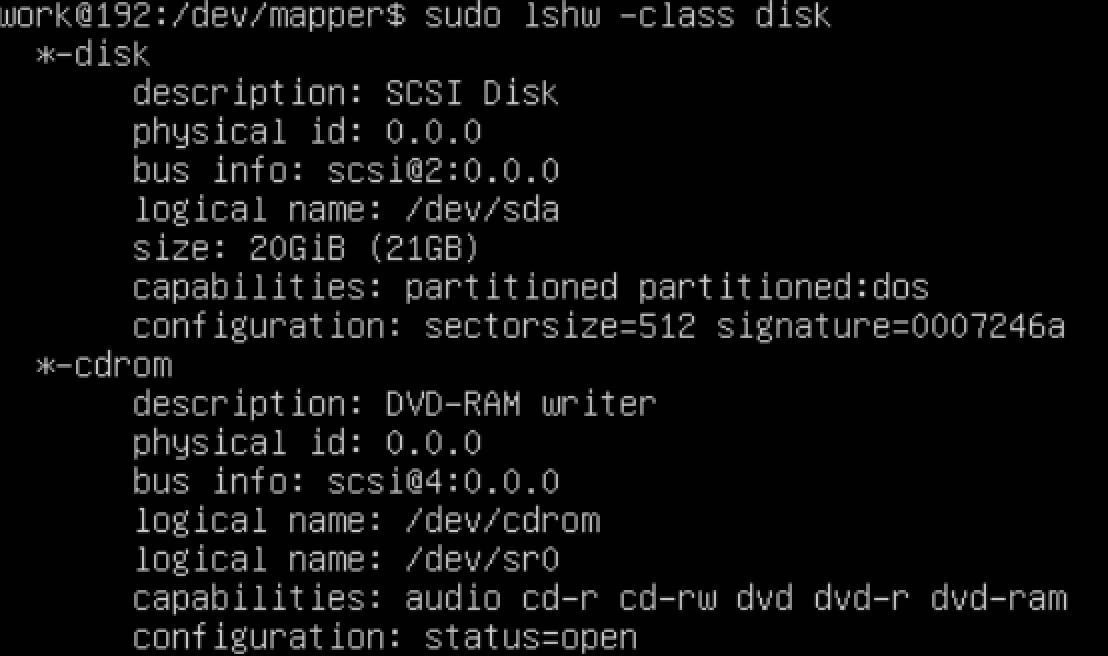 work@192:/dev/mapper$ sudo lshw -class disk
*-disk
description: SCSI Disk
physical id: 0.0.0
bus info: scsi@2:0.0.0
logical name: /dev/sda
size: 20GiB (21GB)
capabilities: partitioned partitioned:dos
configuration: sectorsize=512 signature=0007246a
*-cdrom
description: DVD-RAM writer
physical id: 0.0.0
bus info: scsi@4:0.0.0
logical name: /dev/cdrom
logical name: /dev/sr0
capabilities: audio cd-r cd-rw dvd dvd-r dvd-ram
configuration: status=open